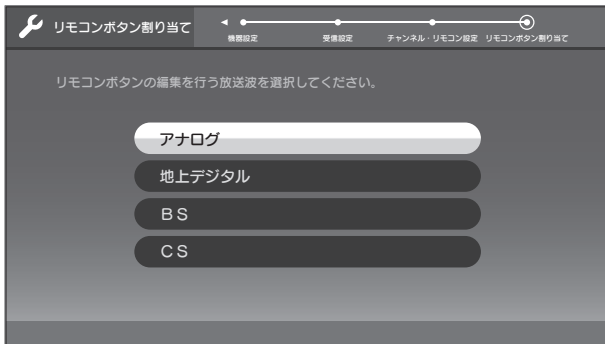 リモコンボタン割り当て
機器設定 受信設定 チャンネル・リモコン設定 リモコンボタン割り当て
リモコンボタンの編集を行う放送波を選択してください。
アナログ
地上デジタル
ＢＳ
ＣＳ